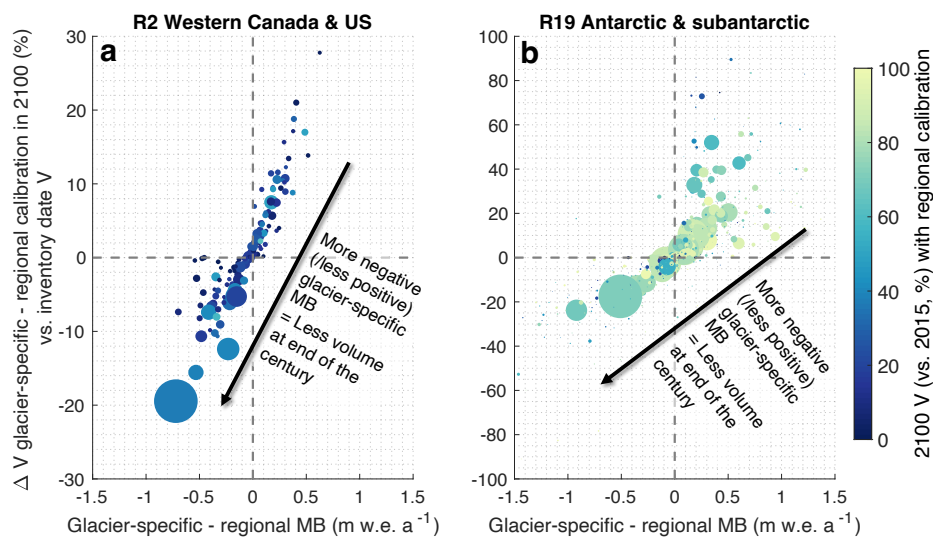 R2 Western Canada & US
R19 Antarctic & subantarctic
a
b
30
20
10
0
-10
-20
-30
-1.5
-1
-0.5
0
0.5
1
1.5
Δ V glacier-specific - regional calibration in 2100 (%)
vs. inventory date V
Glacier-specific - regional MB (m w.e. a⁻¹)
More negative
(/less positive)
glacier-specific
MB
= Less volume
at end of the
century
100
80
60
40
20
0
-20
-40
-60
-80
-100
-1.5
-1
-0.5
0
0.5
1
1.5
Glacier-specific - regional MB (m w.e. a⁻¹)
More negative
(/less positive)
glacier-specific
MB
= Less volume
at end of the
century
100
80
60
40
20
0
2100 V (vs. 2015, %) with regional calibration